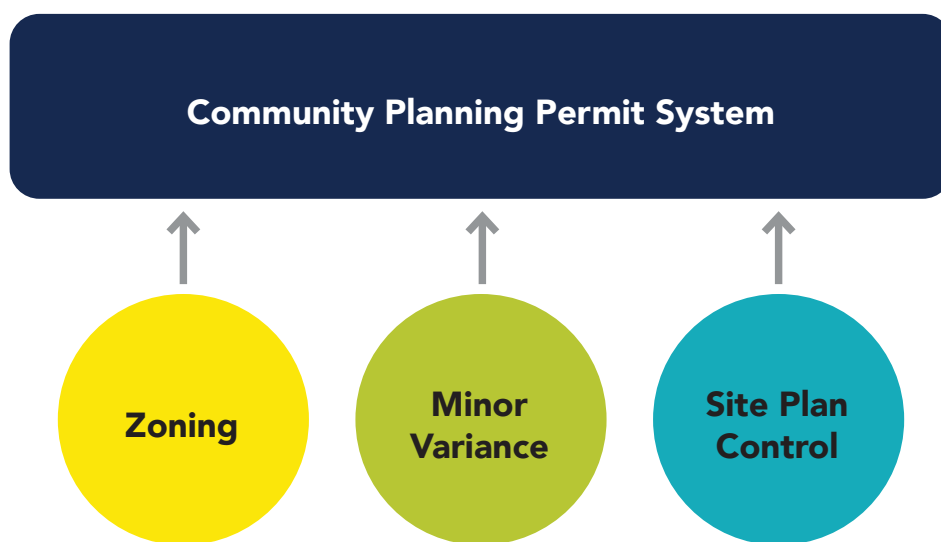 Community Planning Permit System
Zoning
Minor
Variance
Site Plan
Control